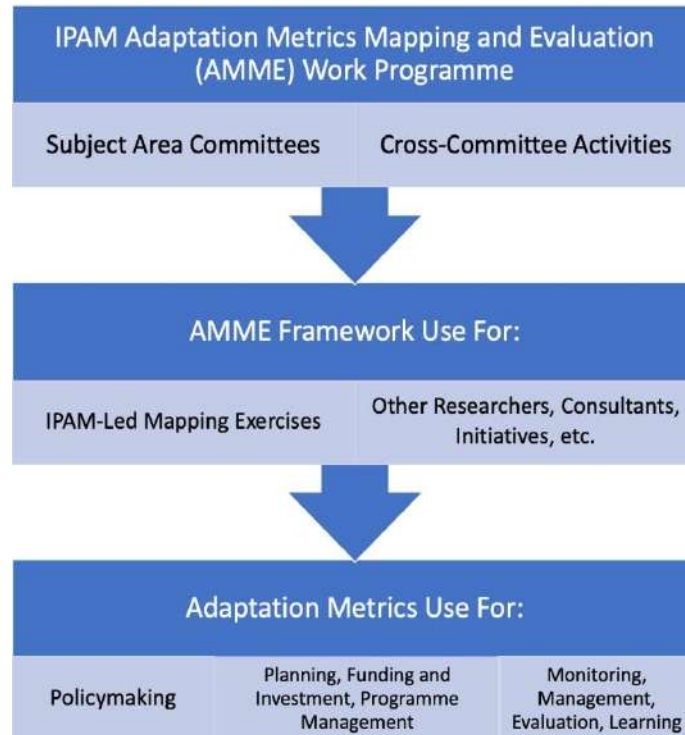 IPAM Adaptation Metrics Mapping and Evaluation
(AMME) Work Programme
Subject Area Committees
Cross-Committee Activities
AMME Framework Use For:
IPAM-Led Mapping Exercises
Other Researchers, Consultants,
Initiatives, etc.
Adaptation Metrics Use For:
Policymaking
Planning, Funding and
Investment, Programme
Management
Monitoring,
Management,
Evaluation, Learning